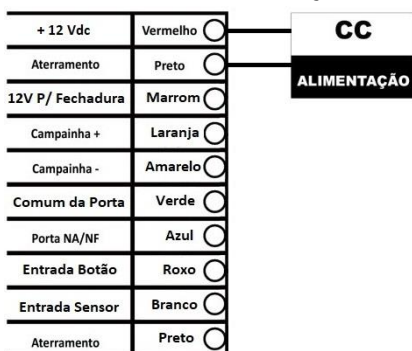 + 12 Vdc Vermelho CC
Aterramento Preto ALIMENTAÇÃO
12V P/ Fechadura Marrom
Campainha + Laranja
Campainha - Amarelo
Comum da Porta Verde
Porta NA/NF Azul
Entrada Botão Roxo
Entrada Sensor Branco
Aterramento Preto